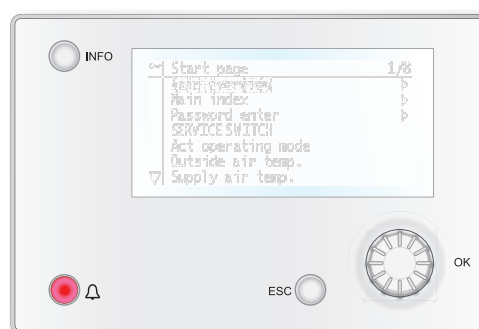 INFO
Start page 1/8
Main index
Password enter
SERVICE SWITCH
Act operating mode
Outside air temp.
Supply air temp.
OK
ESC